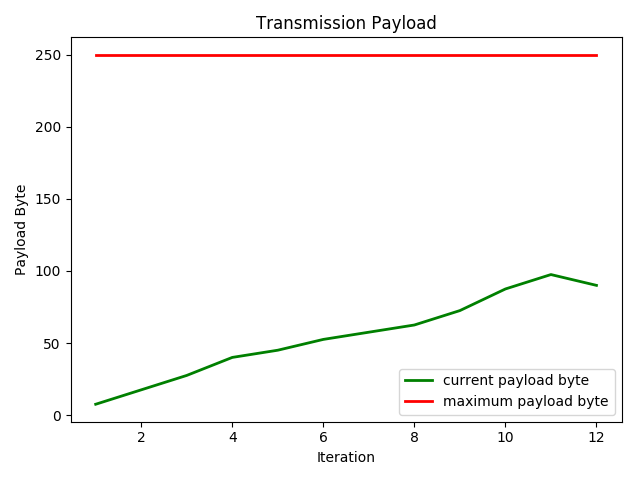 Transmission Payload
250
200
150
100
50
0
Payload Byte
current payload byte
maximum payload byte
2 4 6 8 10 12
Iteration